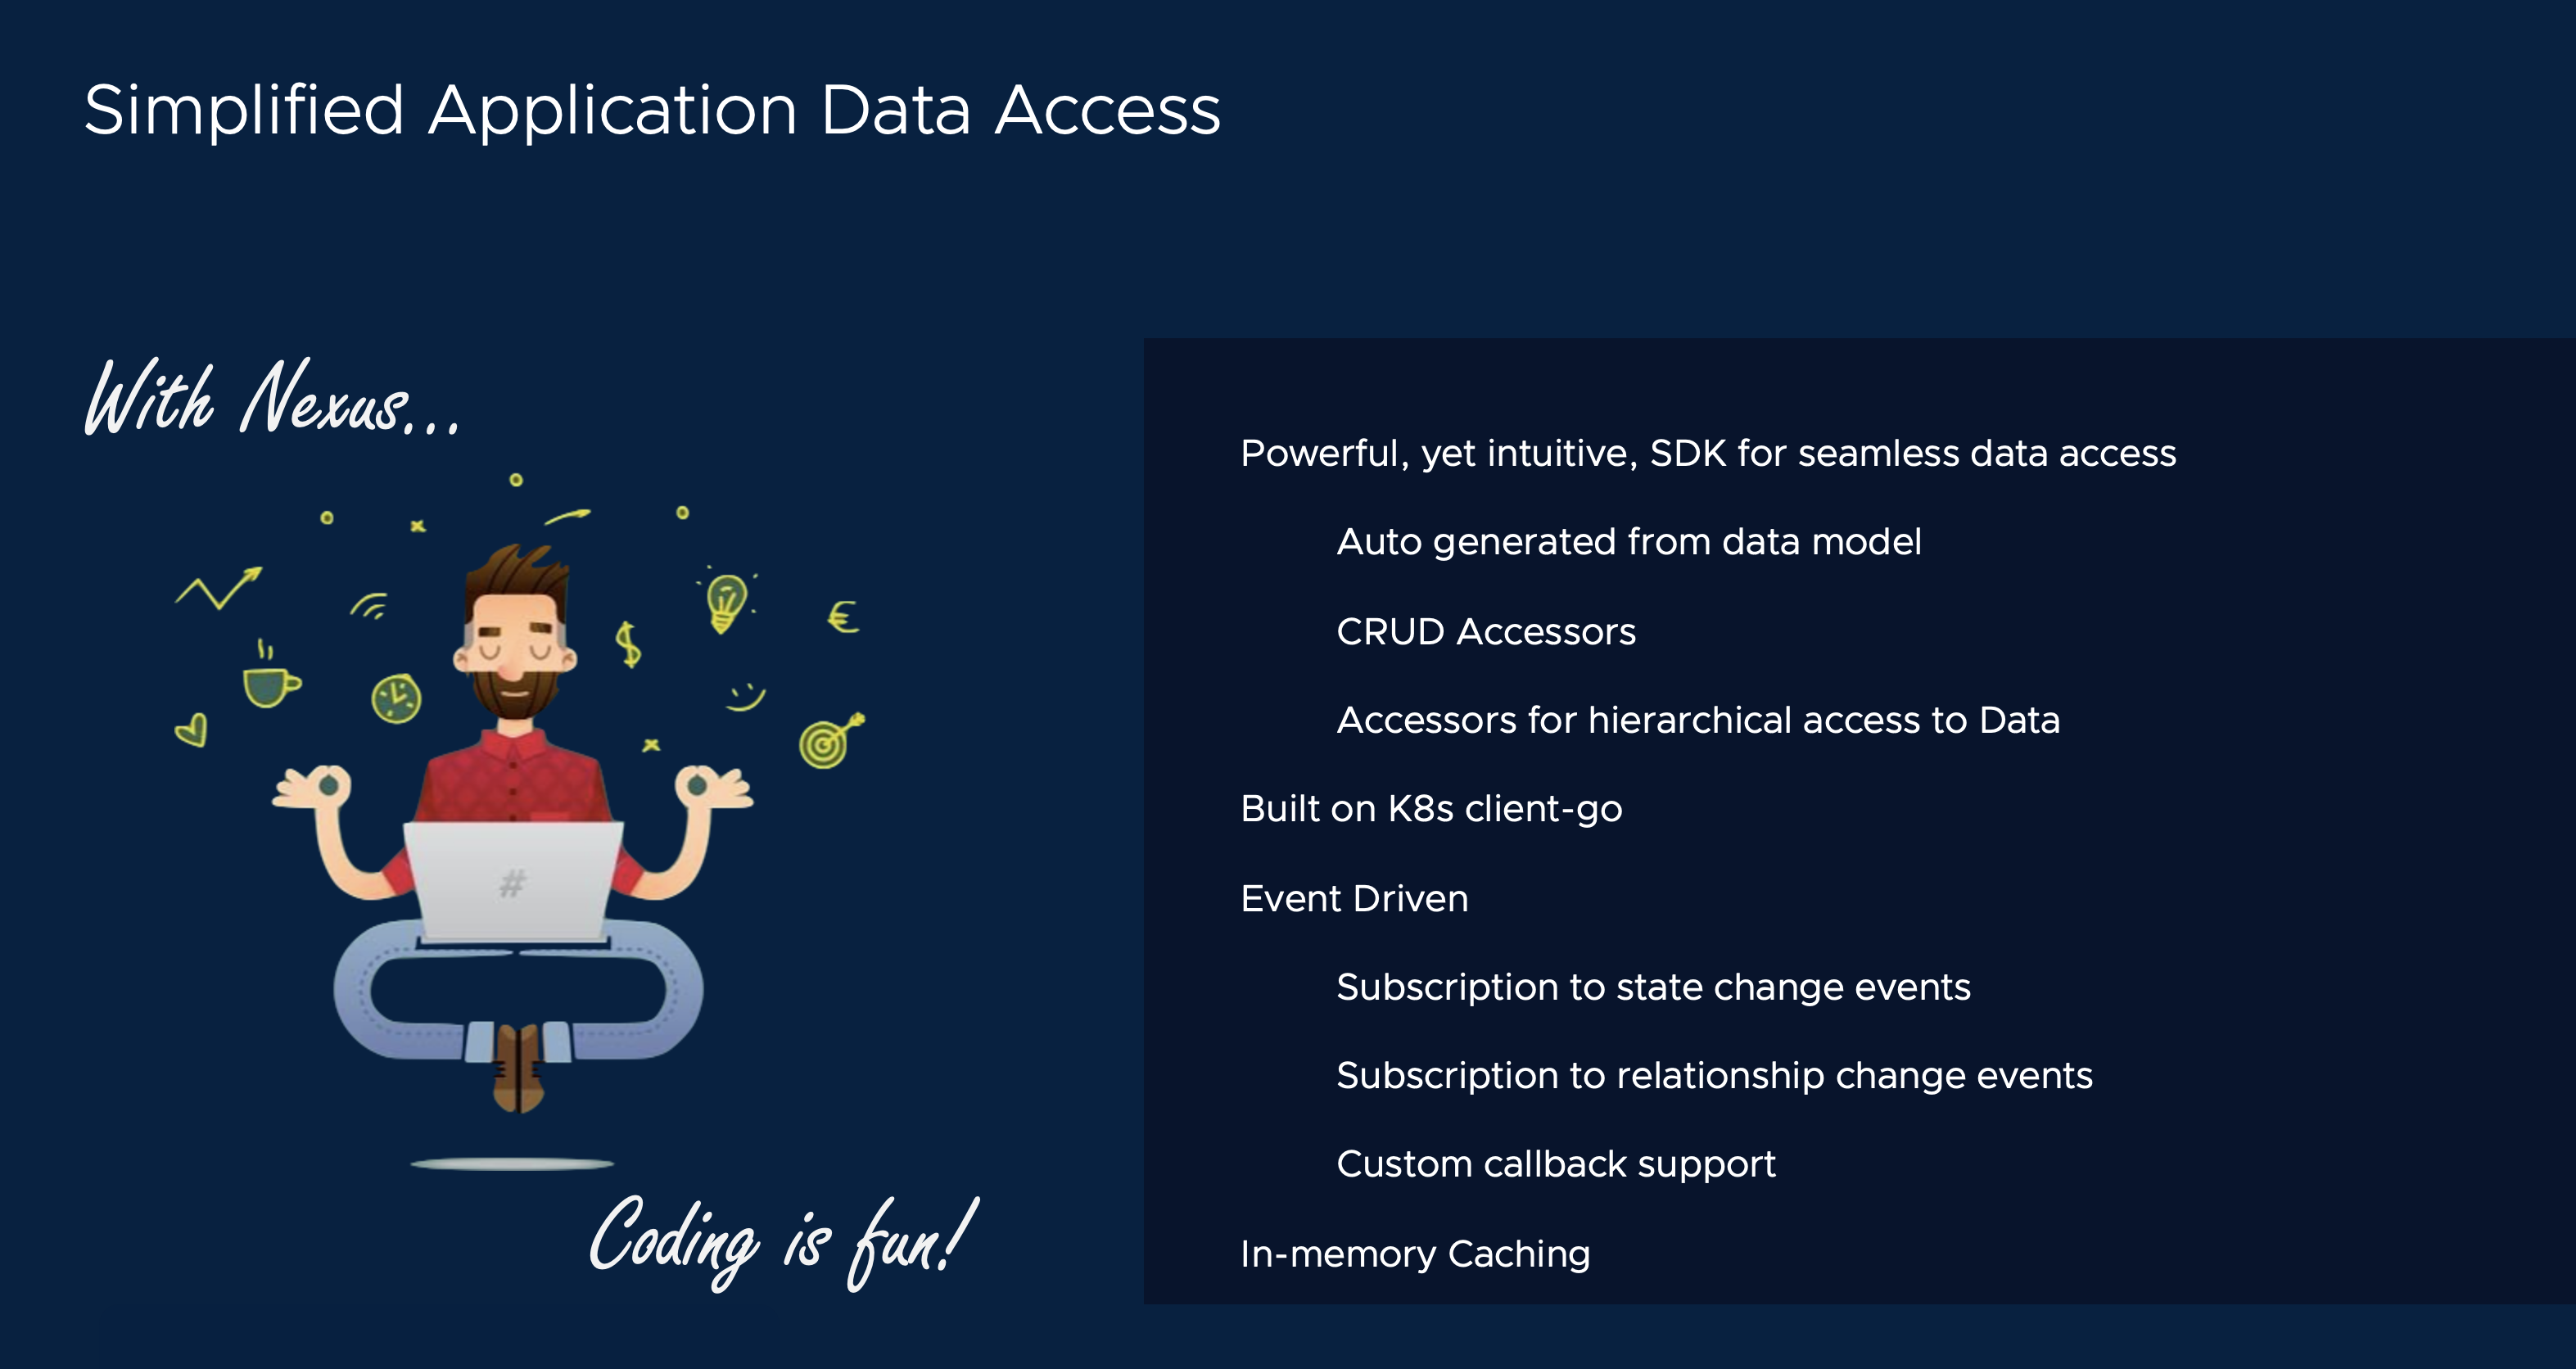 Simplified Application Data Access
With Nexus...
#
Coding is fun!
Powerful, yet intuitive, SDK for seamless data access
Auto generated from data model
CRUD Accessors
Accessors for hierarchical access to Data
Built on K8s client-go
Event Driven
Subscription to state change events
Subscription to relationship change events
Custom callback support
In-memory Caching